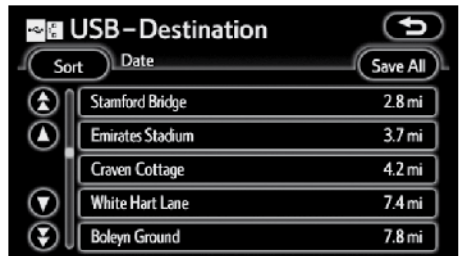 USB-Destination
Sort Date Save All
Stamford Bridge 2.8 mi
Emirates Stadium 3.7 mi
Craven Cottage 4.2 mi
White Hart Lane 7.4 mi
Boleyn Ground 7.8 mi